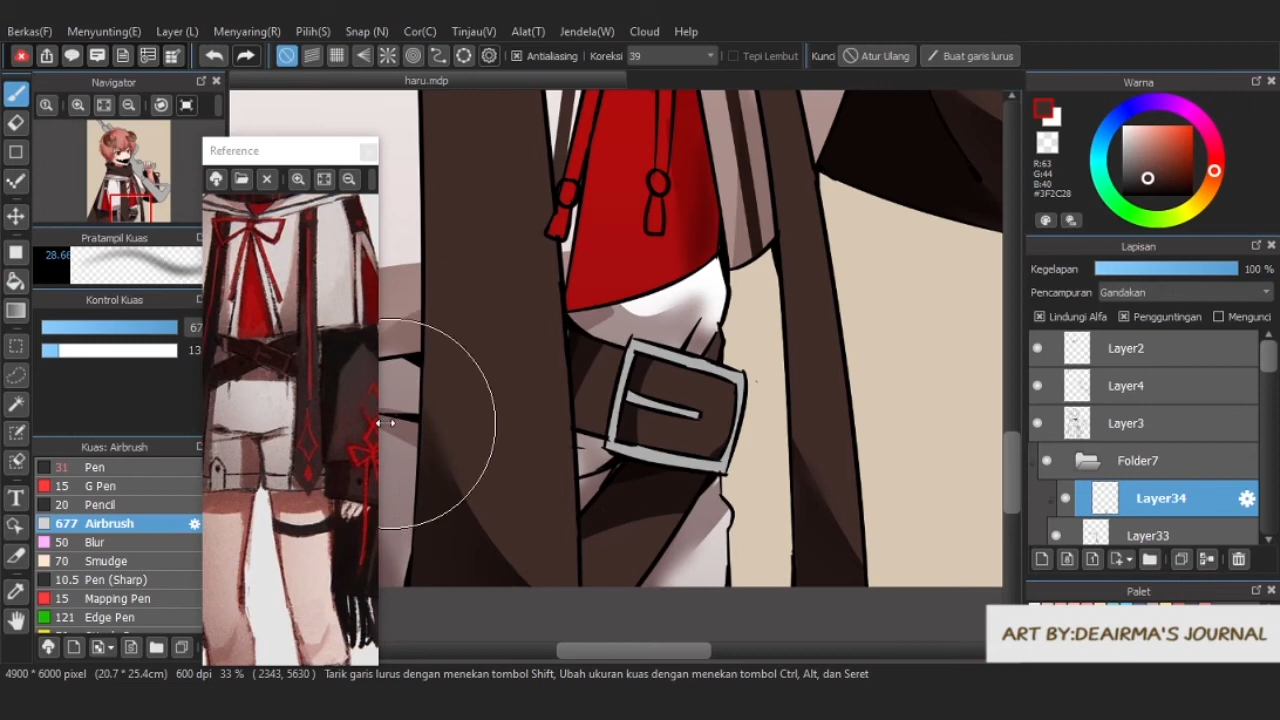 Berkas(F) Menyunting(E) Layer (L) Menyaring(R) Pilih(S) Snap (N) Cor(C) Tinjau(V) Alat(T) Jendela(W) Cloud Help
Antialiasing Koreksi 39 Tepi Lembut Kunci Atur Ulang Buat garis lurus
Navigator
haru.mdp
Reference
Pratampil Kuas
28.66
Kontrol Kuas
67
13
Kuas: Airbrush
31 Pen
15 G Pen
20 Pencil
677 Airbrush
50 Blur
70 Smudge
10.5 Pen (Sharp)
15 Mapping Pen
121 Edge Pen
Warna
R:63
G:44
B:40
#3F2C28
Lapisan
Kegelapan 100 %
Pencampuran Gandakan
Lindungi Alfa Pengguntingan Mengunci
Layer2
Layer4
Layer3
Folder7
Layer34
Layer33
Palet
ART BY:DEAIRMA'S JOURNAL
4900 * 6000 pixel (20.7 * 25.4cm) 600 dpi 33 % ( 2343, 5630 ) Tarik garis lurus dengan menekan tombol Shift, Ubah ukuran kuas dengan menekan tombol Ctrl, Alt, dan Seret